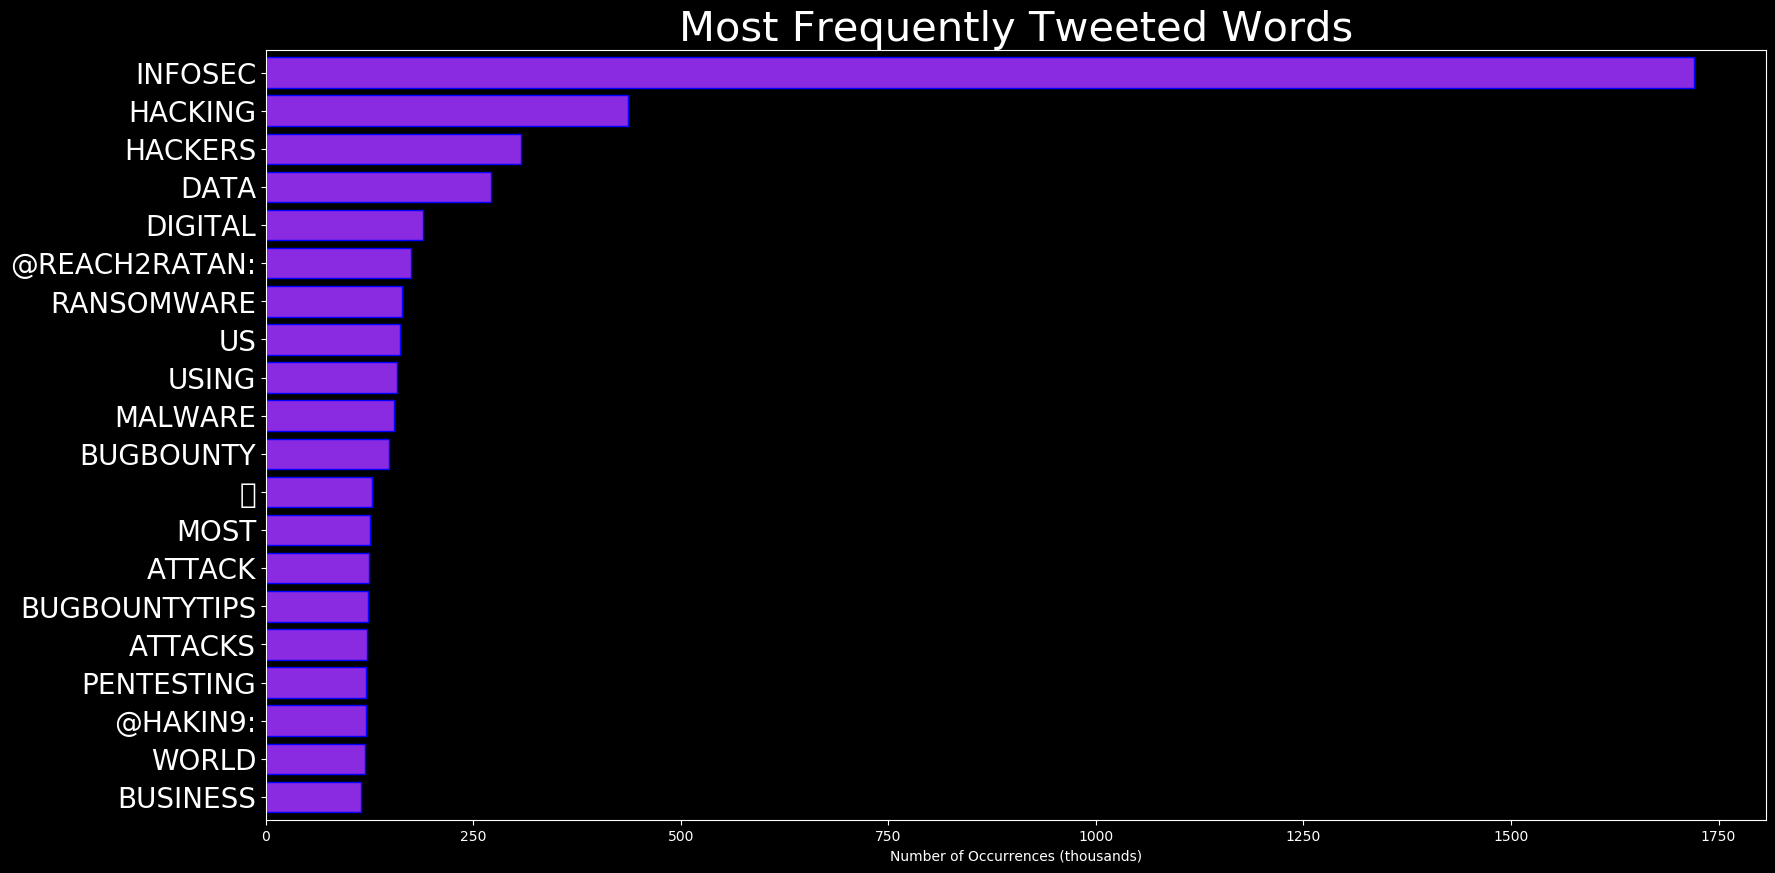 Most Frequently Tweeted Words
INFOSEC
HACKING
HACKERS
DATA
DIGITAL
@REACH2RATAN:
RANSOMWARE
US
USING
MALWARE
BUGBOUNTY
MOST
ATTACK
BUGBOUNTYTIPS
ATTACKS
PENTESTING
@HAKIN9:
WORLD
BUSINESS
0 250 500 750 1000 1250 1500 1750
Number of Occurrences (thousands)